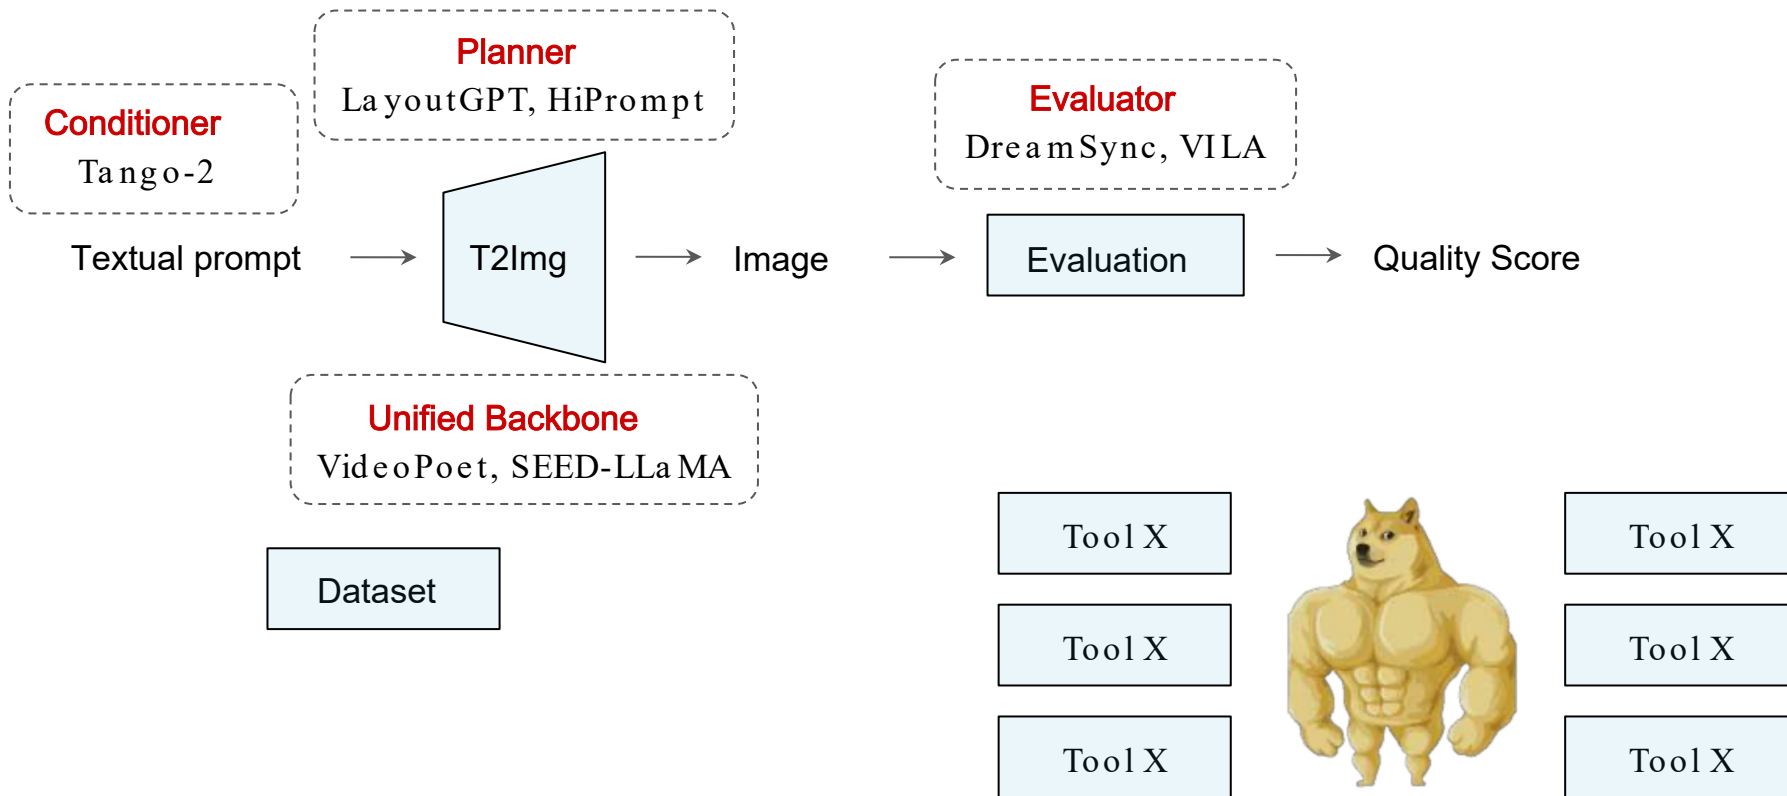 Planner
LayoutGPT, HiPrompt
Conditioner
Tango-2
Evaluator
DreamSync, VILA
Textual prompt
T2Img
Image
Evaluation
Quality Score
Unified Backbone
VideoPoet, SEED-LLaMA
Dataset
Tool X
Tool X
Tool X
Tool X
Tool X
Tool X